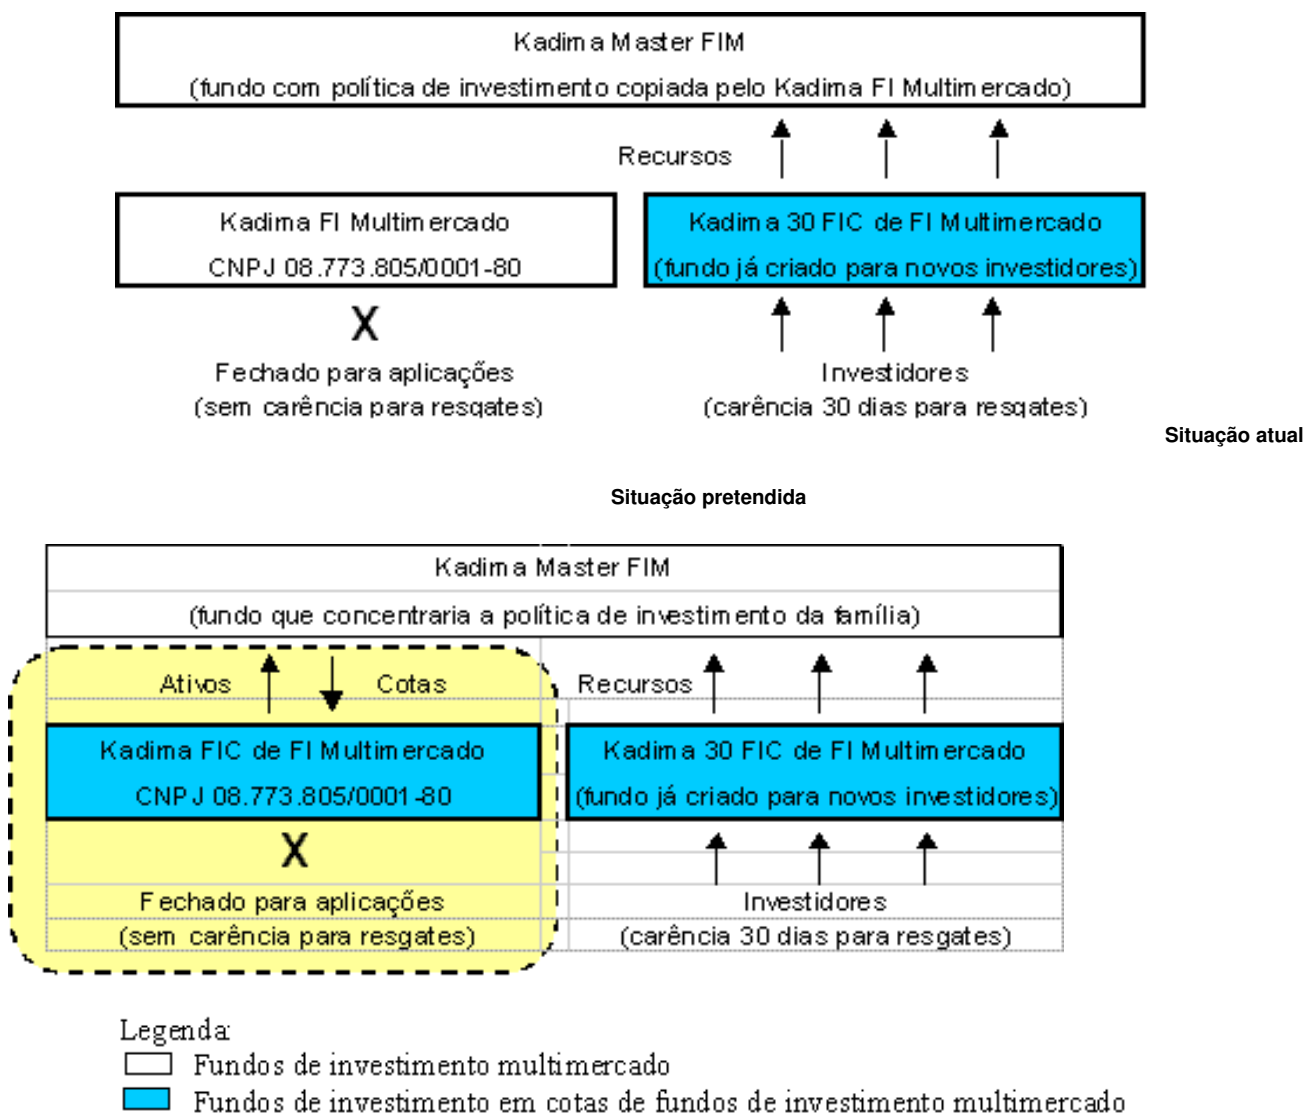 Kadima Master FIM
(fundo com política de investimento copiada pelo Kadima FI Multimercado)
Recursos
Kadima FI Multimercado
CNPJ 08.773.805/0001-80
Kadima 30 FIC de FI Multimercado
(fundo já criado para novos investidores)
X
Fechado para aplicações
(sem carência para resgates)
Investidores
(carência 30 dias para resgates)
Situação atual
Situação pretendida
Kadima Master FIM
(fundo que concentraria a política de investimento da família)
Ativos
Cotas
Recursos
Kadima FIC de FI Multimercado
CNPJ 08.773.805/0001-80
Kadima 30 FIC de FI Multimercado
(fundo já criado para novos investidores)
X
Fechado para aplicações
(sem carência para resgates)
Investidores
(carência 30 dias para resgates)
Legenda:
Fundos de investimento multimercado
Fundos de investimento em cotas de fundos de investimento multimercado